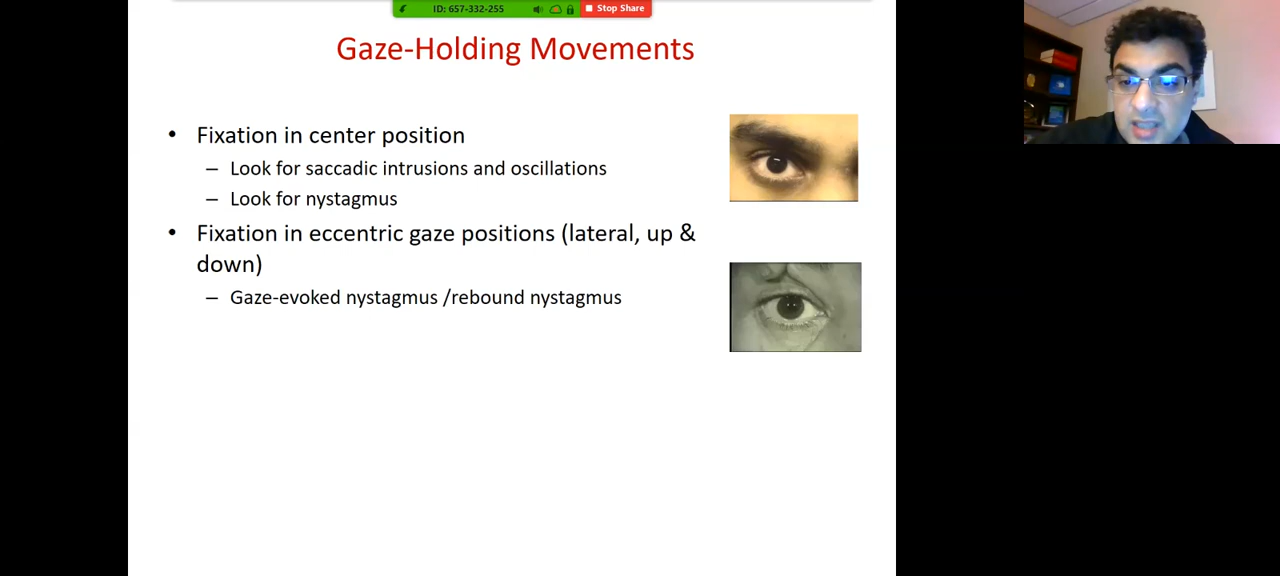 ID: 657-332-255
Stop Share
Gaze-Holding Movements
• Fixation in center position
– Look for saccadic intrusions and oscillations
– Look for nystagmus
• Fixation in eccentric gaze positions (lateral, up &
down)
– Gaze-evoked nystagmus /rebound nystagmus